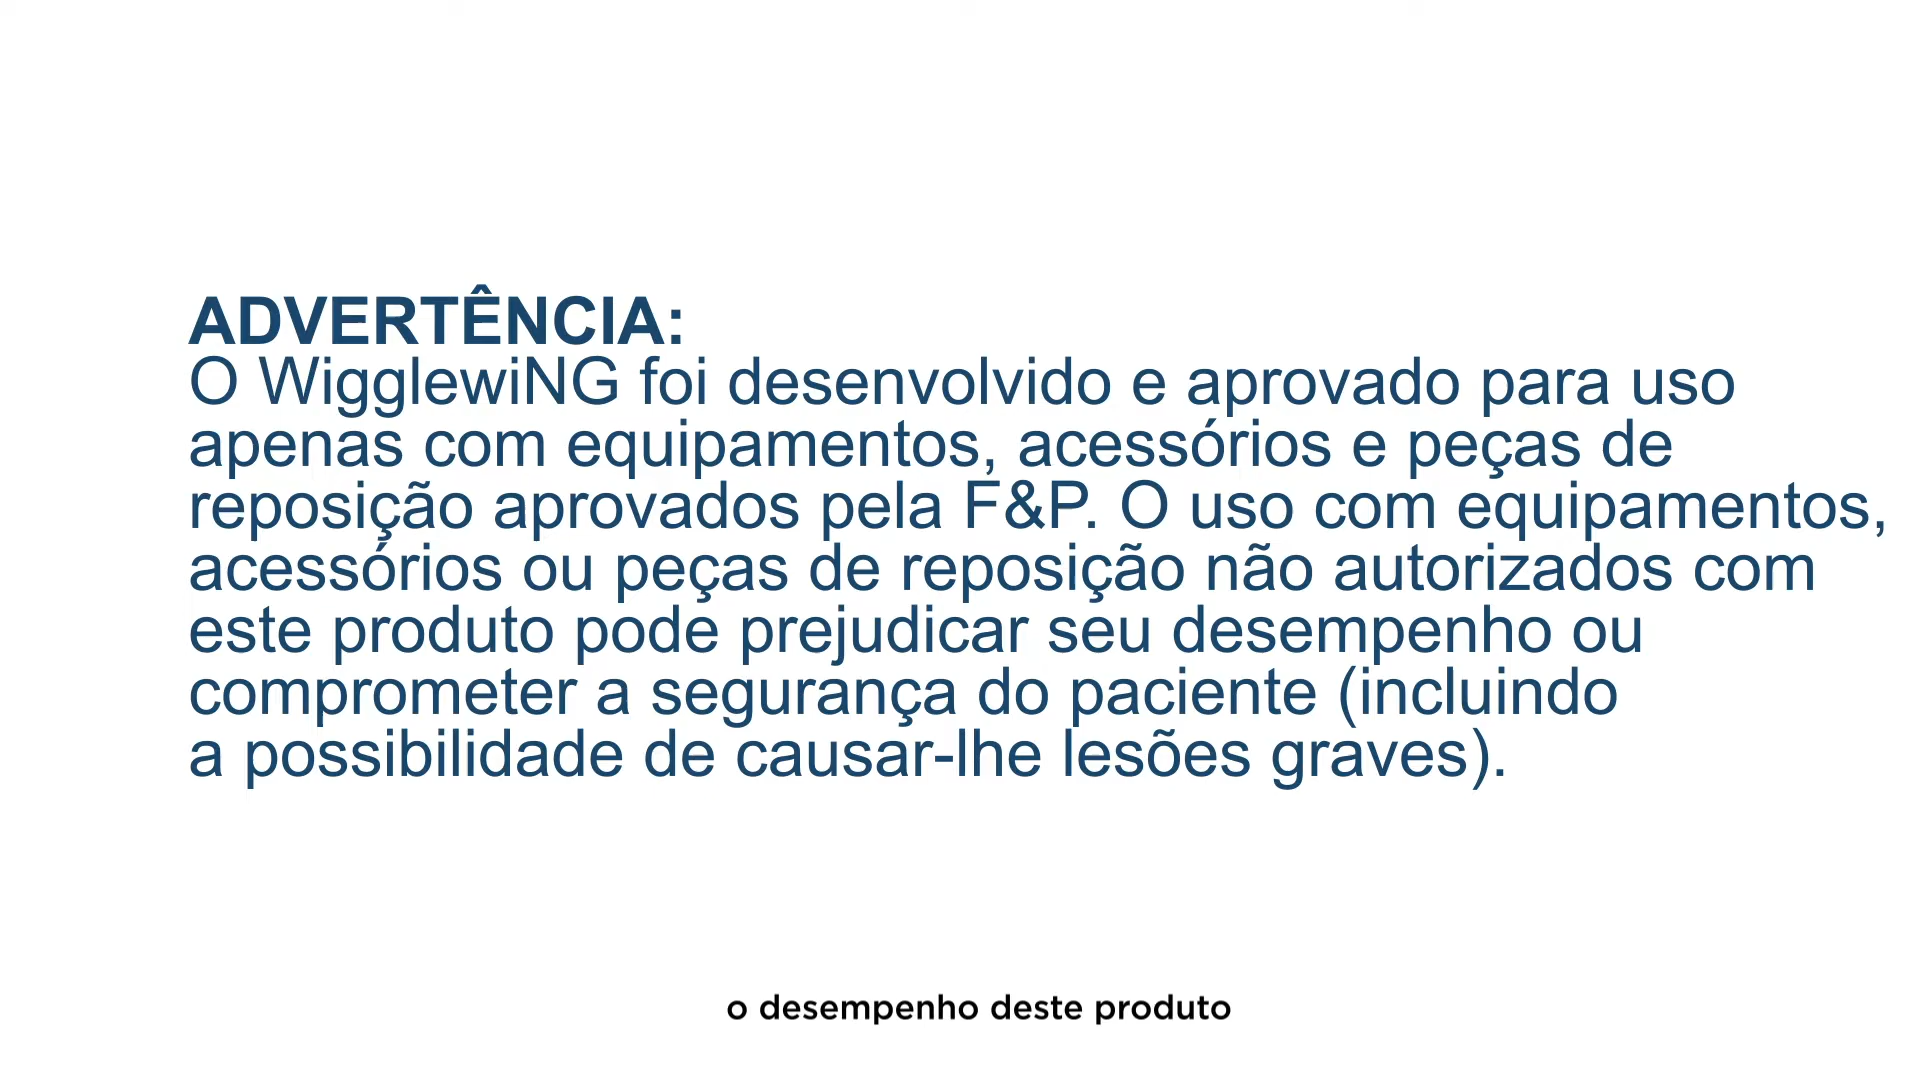 ADVERTÊNCIA:
O WigglewiNG foi desenvolvido e aprovado para uso
apenas com equipamentos, acessórios e peças de
reposição aprovados pela F&P. O uso com equipamentos,
acessórios ou peças de reposição não autorizados com
este produto pode prejudicar seu desempenho ou
comprometer a segurança do paciente (incluindo
a possibilidade de causar-lhe lesões graves).
o desempenho deste produto